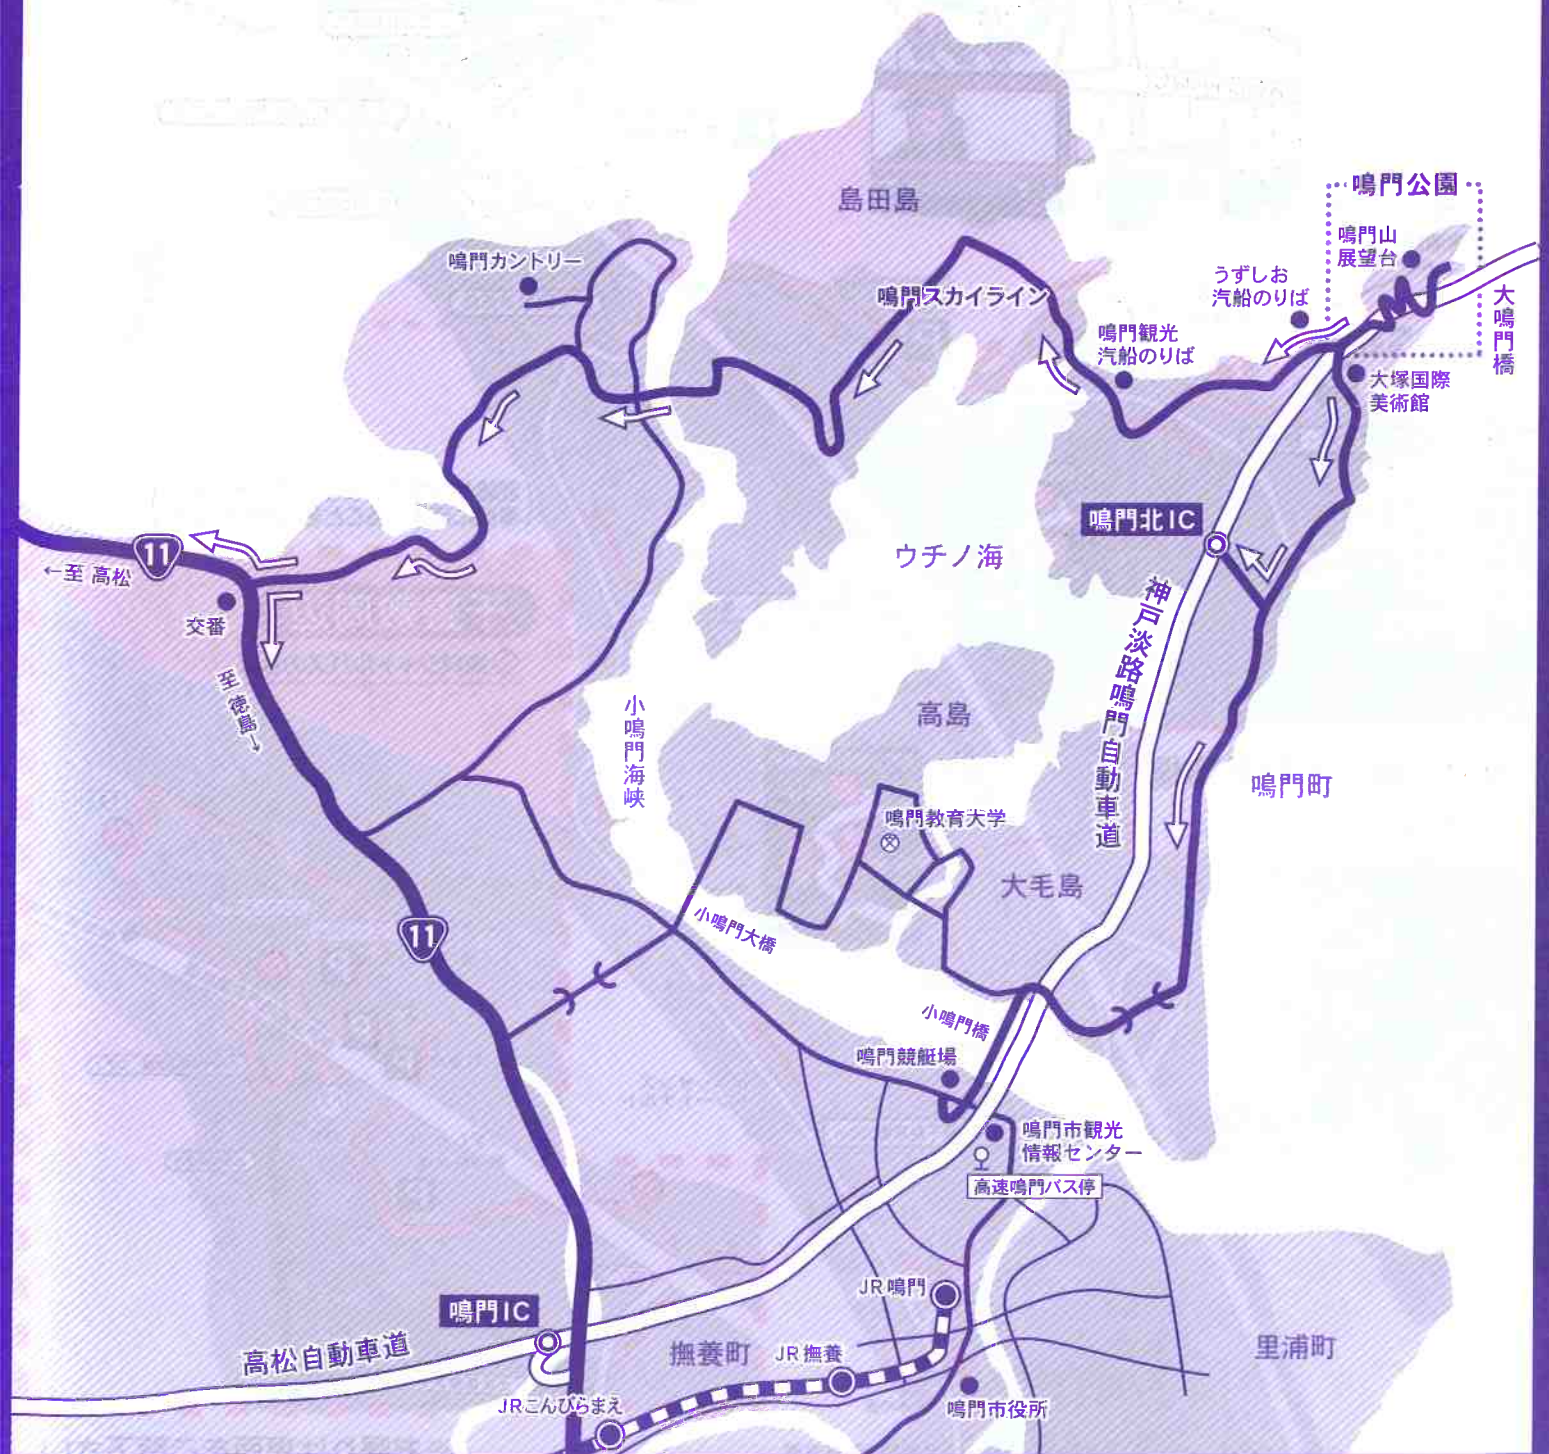 島田島
鳴門公園
鳴門山
展望台
うずしお
汽船のりば
大鳴門橋
鳴門カントリー
鳴門スカイライン
鳴門観光
汽船のりば
大塚国際
美術館
鳴門北IC
ウチノ海
11
←至 高松
交番
至 徳島→
神戸淡路鳴門自動車道
小鳴門海峡
高島
鳴門町
鳴門教育大学
大毛島
小鳴門大橋
11
小鳴門橋
鳴門競艇場
鳴門市観光
情報センター
高速鳴門バス停
JR鳴門
鳴門IC
高松自動車道
撫養町
JR撫養
里浦町
JRこんぴらまえ
鳴門市役所